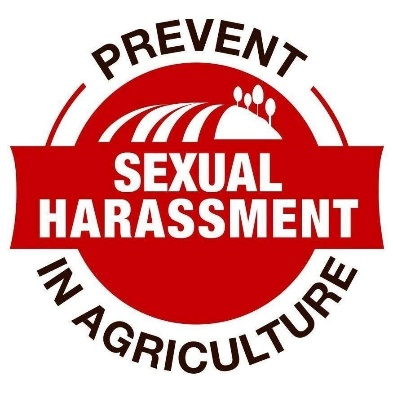 PREVENT
SEXUAL
HARASSMENT
IN AGRICULTURE